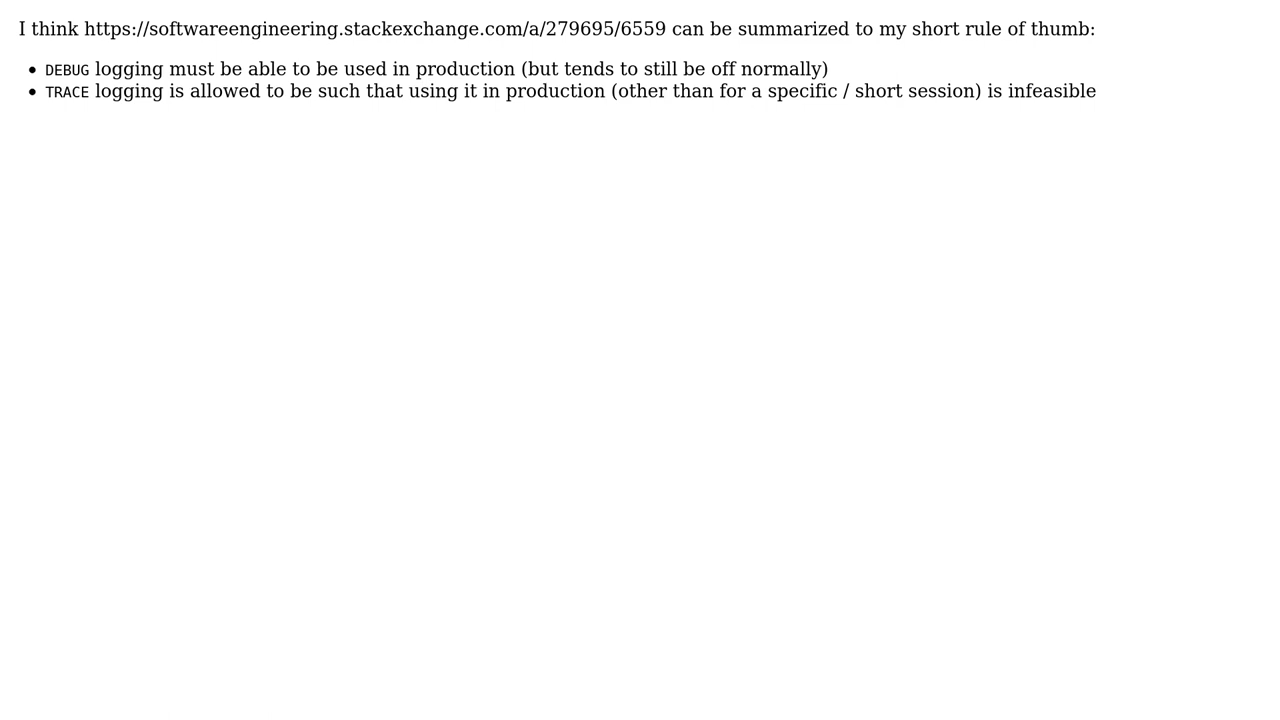 I think https://softwareengineering.stackexchange.com/a/279695/6559 can be summarized to my short rule of thumb:
• DEBUG logging must be able to be used in production (but tends to still be off normally)
• TRACE logging is allowed to be such that using it in production (other than for a specific / short session) is infeasible